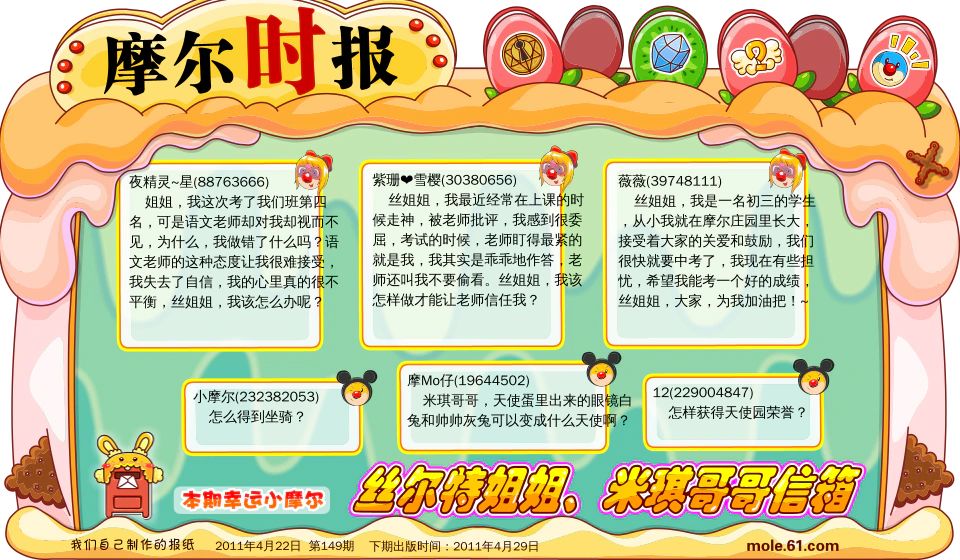 摩尔时报
夜精灵~星(88763666)
姐姐，我这次考了我们班第四
名，可是语文老师却对我却视而不
见，为什么，我做错了什么吗？语
文老师的这种态度让我很难接受，
我失去了自信，我的心里真的很不
平衡，丝姐姐，我该怎么办呢？
紫珊❤雪樱(30380656)
丝姐姐，我最近经常在上课的时
候走神，被老师批评，我感到很委
屈，考试的时候，老师盯得最紧的
就是我，我其实是乖乖地作答，老
师还叫我不要偷看。丝姐姐，我该
怎样做才能让老师信任我？
薇薇(39748111)
丝姐姐，我是一名初三的学生
，从小我就在摩尔庄园里长大，
接受着大家的关爱和鼓励，我们
很快就要中考了，我现在有些担
忧，希望我能考一个好的成绩，
丝姐姐，大家，为我加油把！~
小摩尔(232382053)
怎么得到坐骑？
摩Mo仔(19644502)
米琪哥哥，天使蛋里出来的眼镜白
兔和帅帅灰兔可以变成什么天使啊？
12(229004847)
怎样获得天使园荣誉？
本期幸运小摩尔
丝尔特姐姐、米琪哥哥信箱
我们自己制作的报纸 2011年4月22日 第149期 下期出版时间：2011年4月29日 mole.61.com